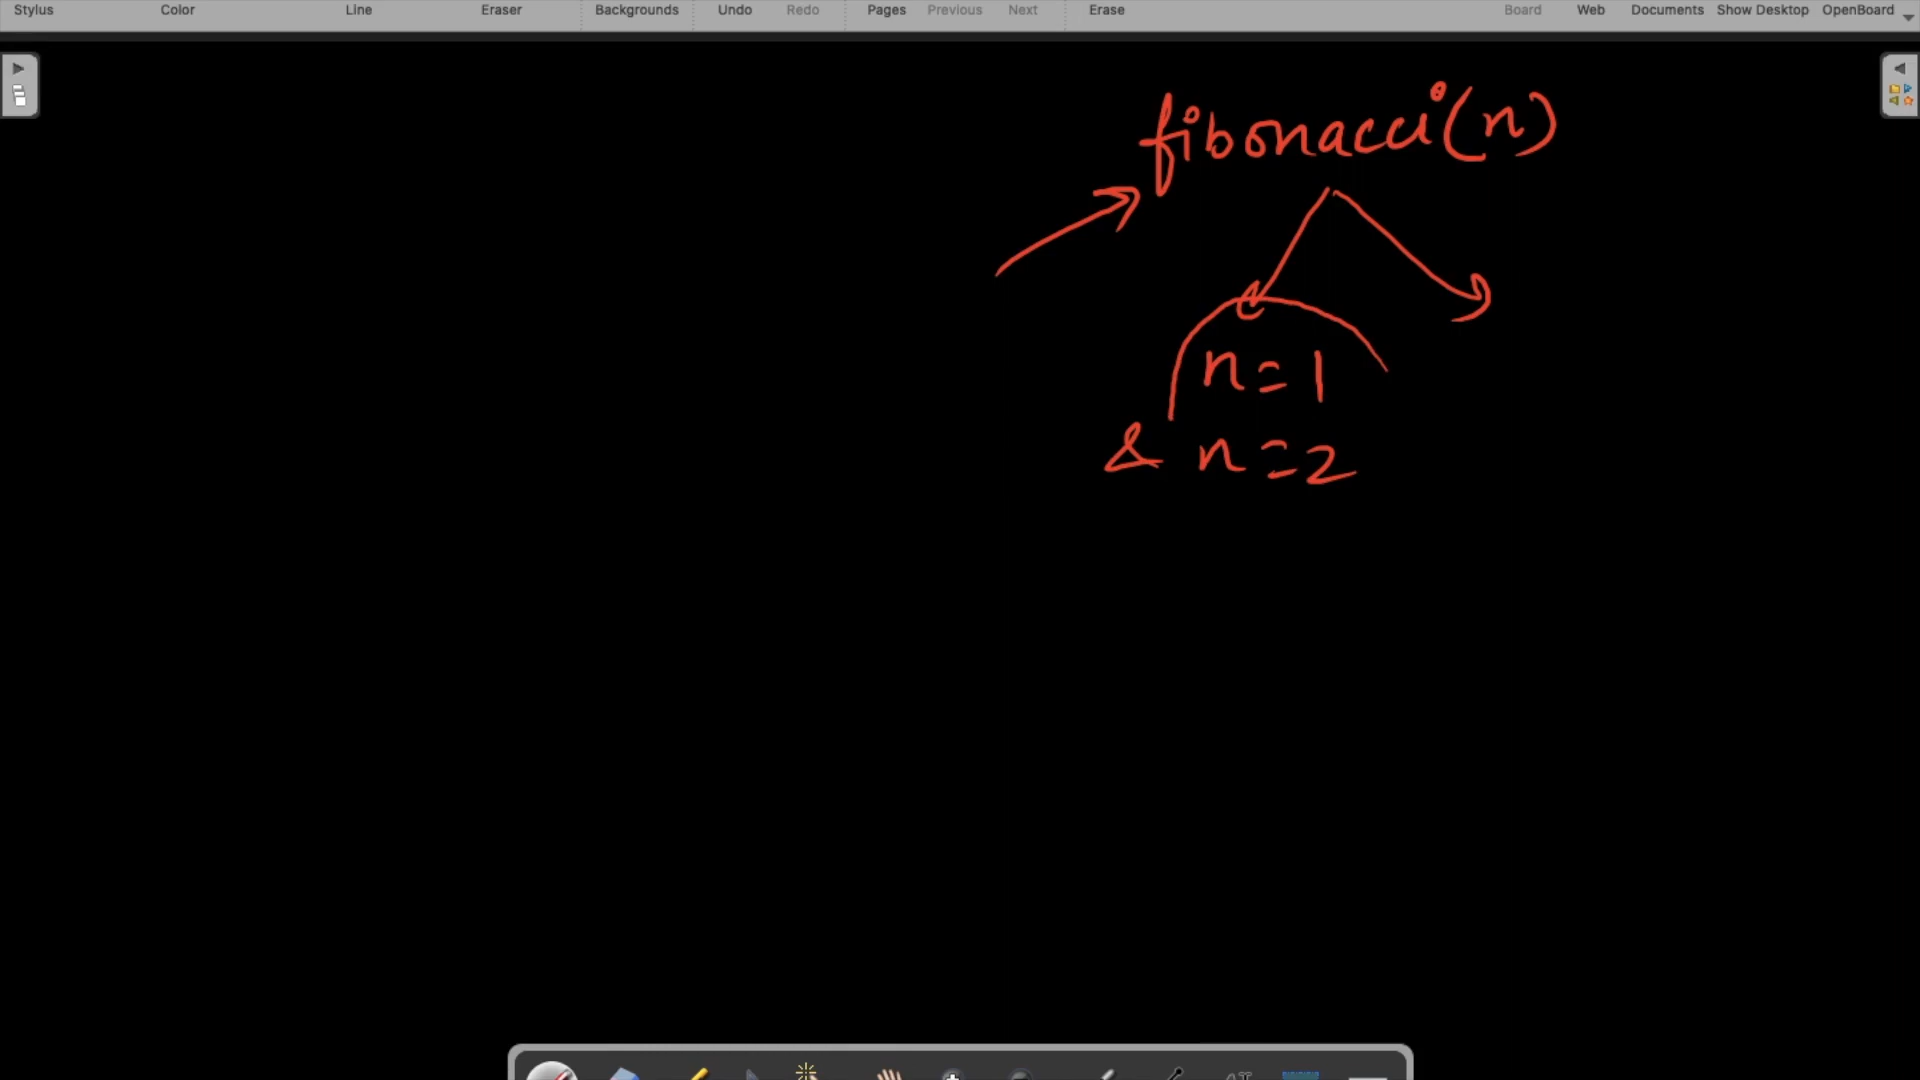 Stylus Color Line Eraser Backgrounds Undo Redo Pages Previous Next Erase Board Web Documents Show Desktop OpenBoard
fibonacci(n)
n=1
& n=2